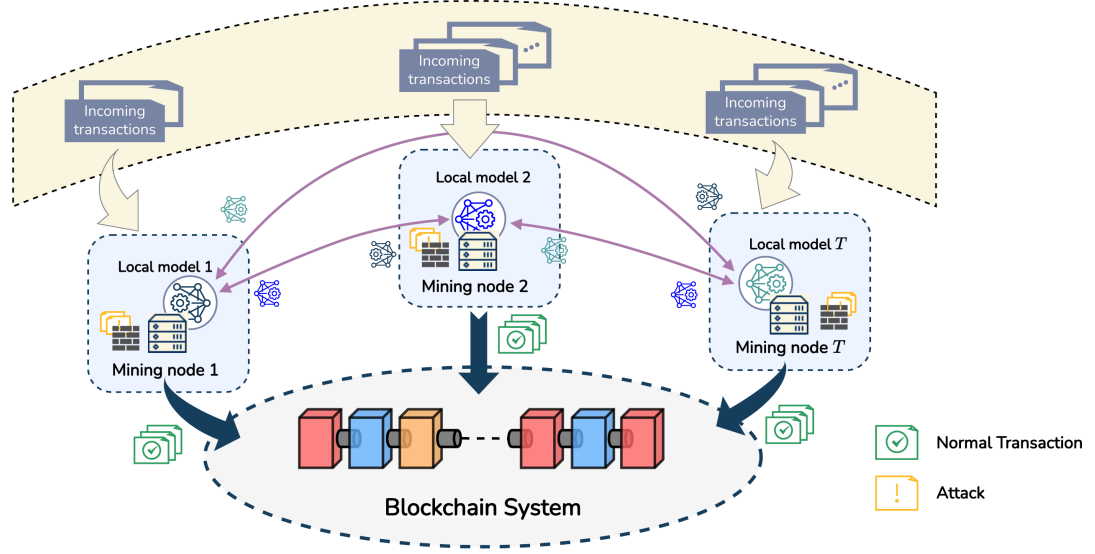 Incoming
transactions
Incoming
transactions
Incoming
transactions
Local model 2
Mining node 2
Local model 1
Mining node 1
Local model T
Mining node T
Blockchain System
Normal Transaction
Attack